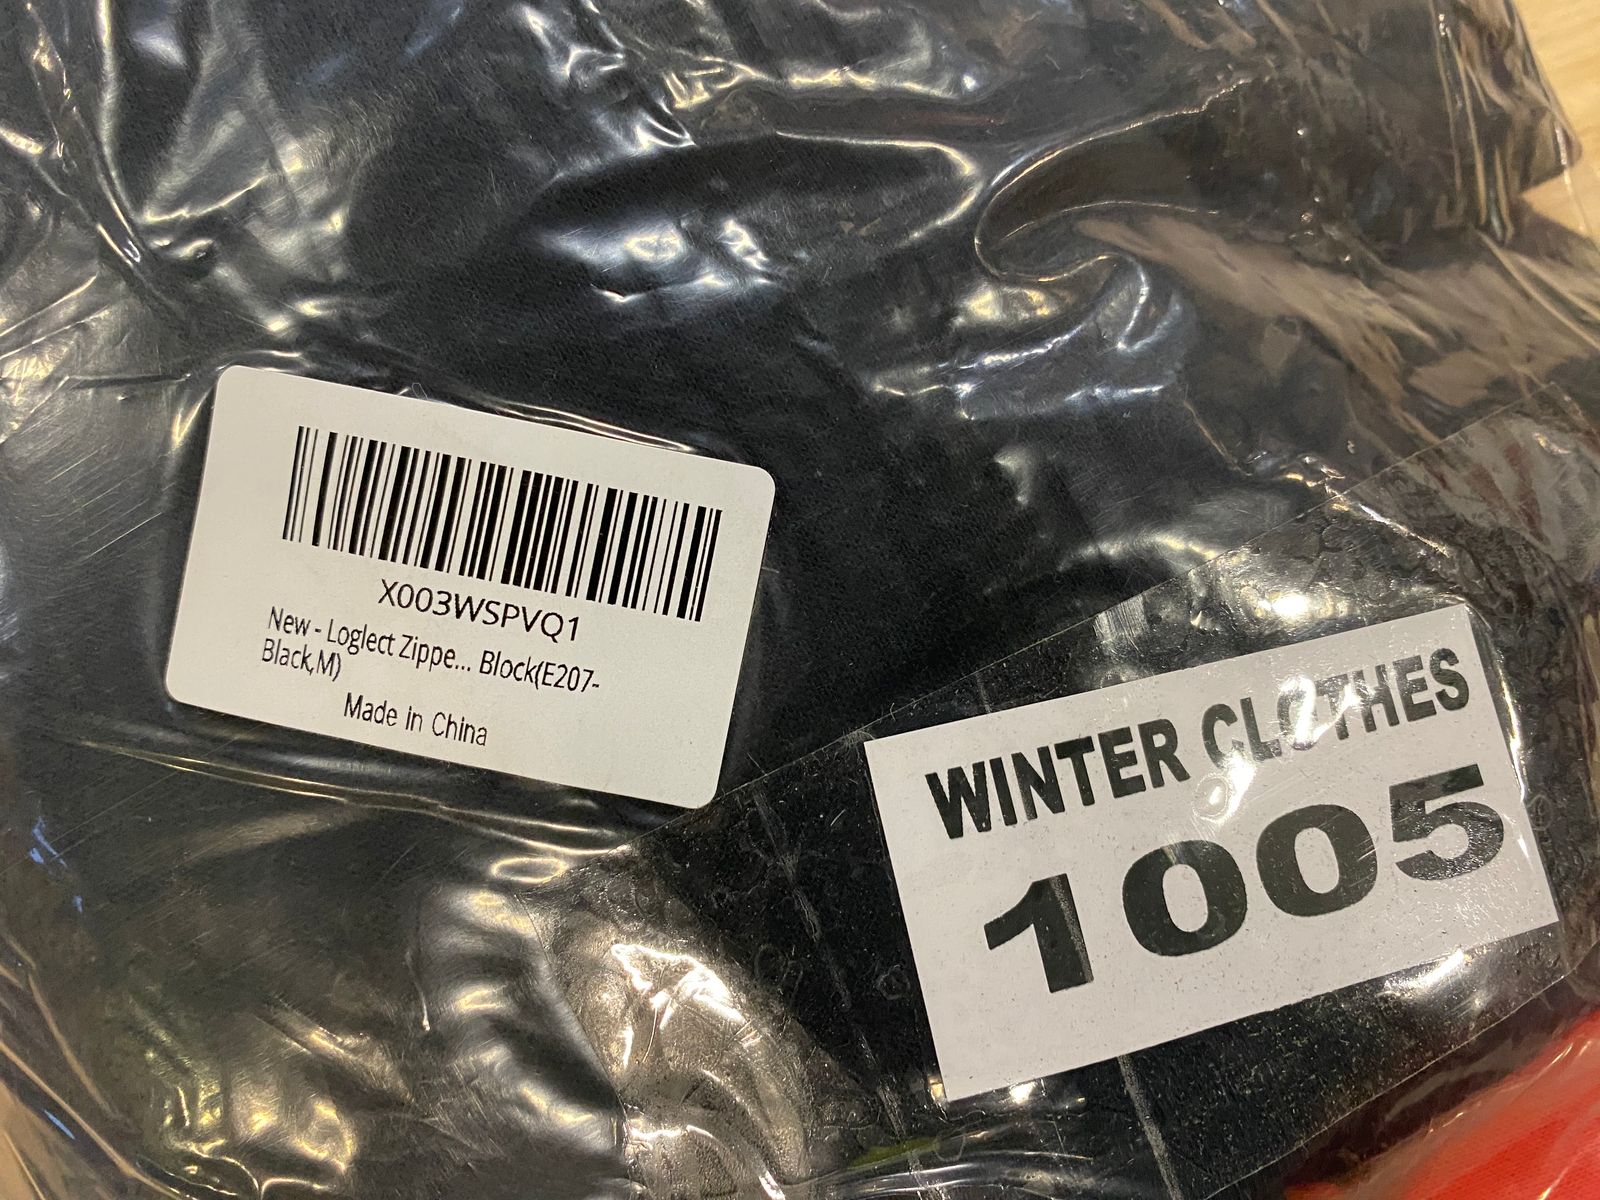 X003WSPVQ1
New - Loglect Zippe... Block(E207-
Black,M)
Made in China
WINTER CLOTHES
1005